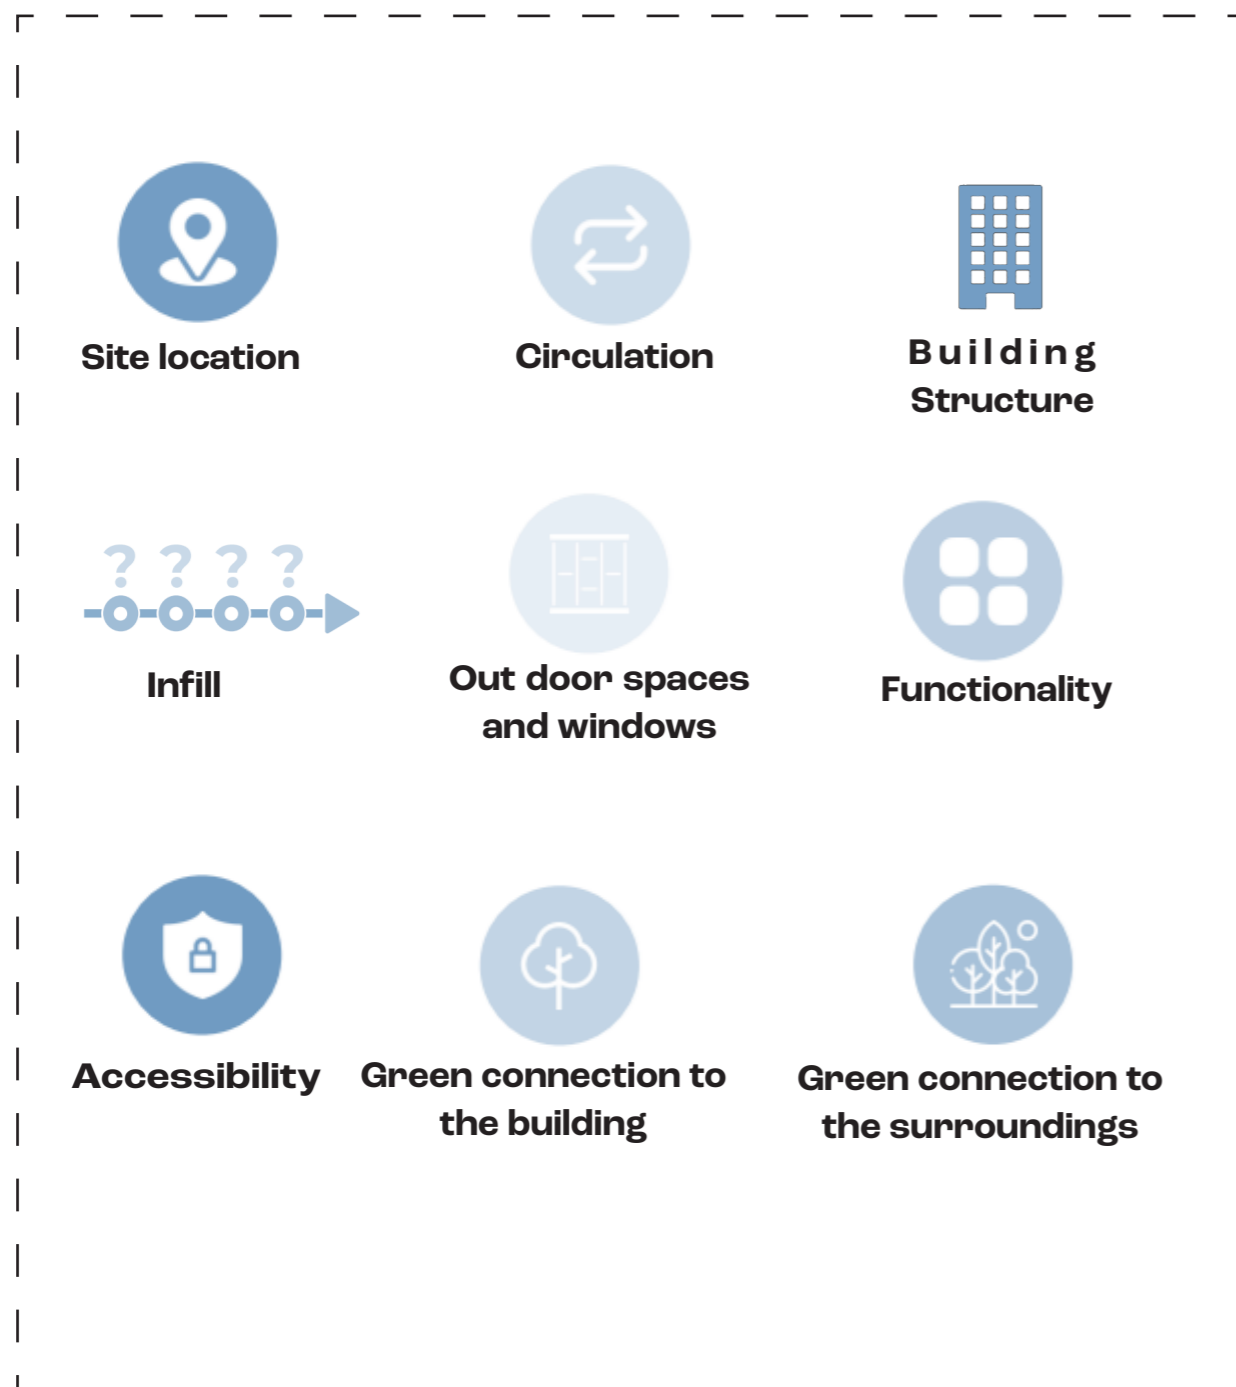 Site location
Circulation
Building
Structure
? ? ? ?
Infill
Out door spaces
and windows
Functionality
Accessibility
Green connection to
the building
Green connection to
the surroundings